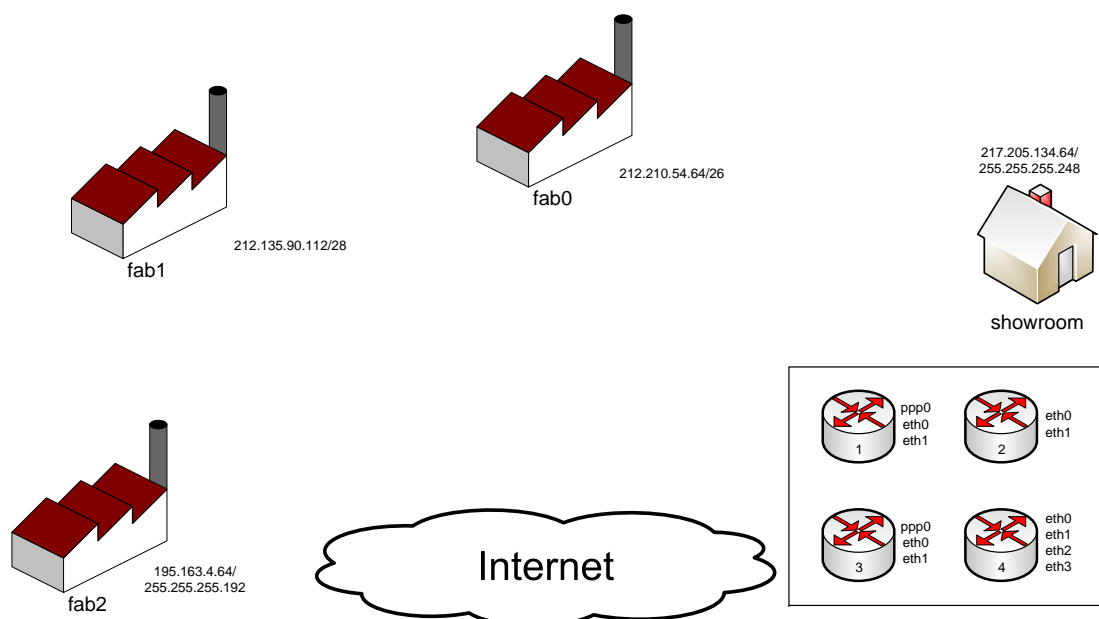 fab0
212.210.54.64/26
fab1
212.135.90.112/28
217.205.134.64/
255.255.255.248
showroom
ppp0
eth0
eth1
1
eth0
eth1
2
ppp0
eth0
eth1
3
eth0
eth1
eth2
eth3
4
195.163.4.64/
255.255.255.192
fab2
Internet